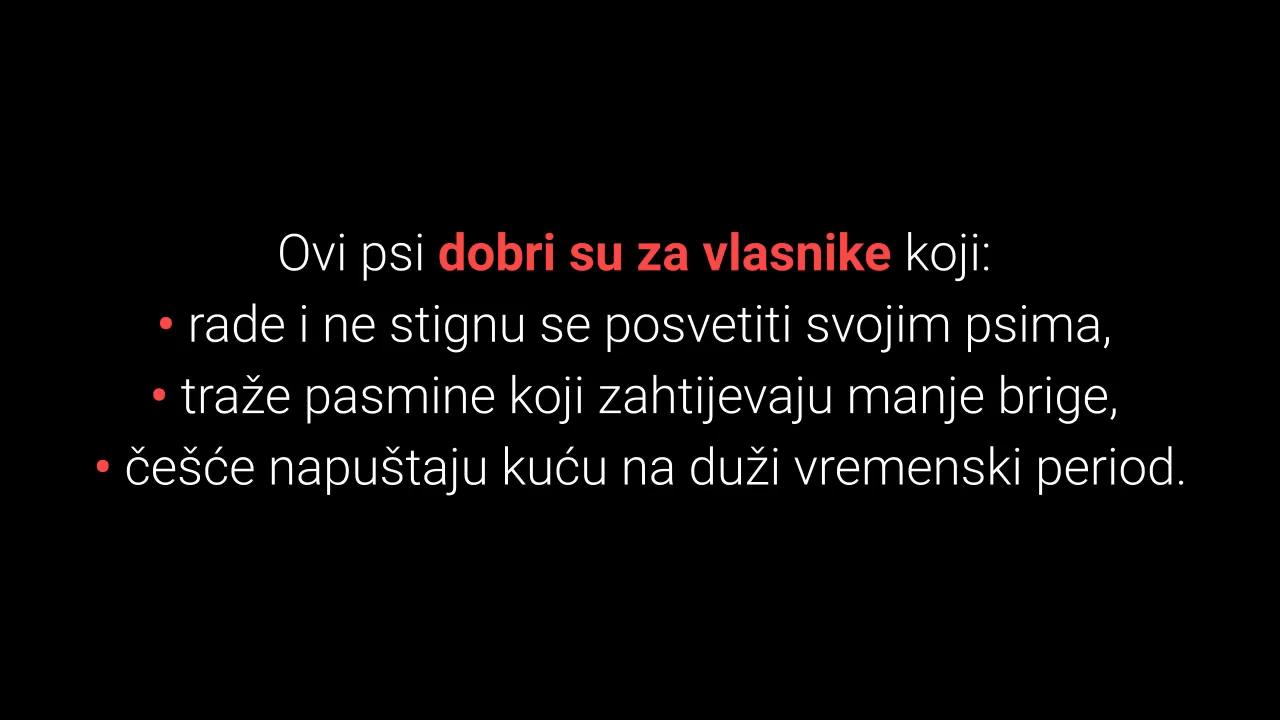 Ovi psi dobri su za vlasnike koji:
• rade i ne stignu se posvetiti svojim psima,
• traže pasmine koji zahtijevaju manje brige,
• češće napuštaju kuću na duži vremenski period.